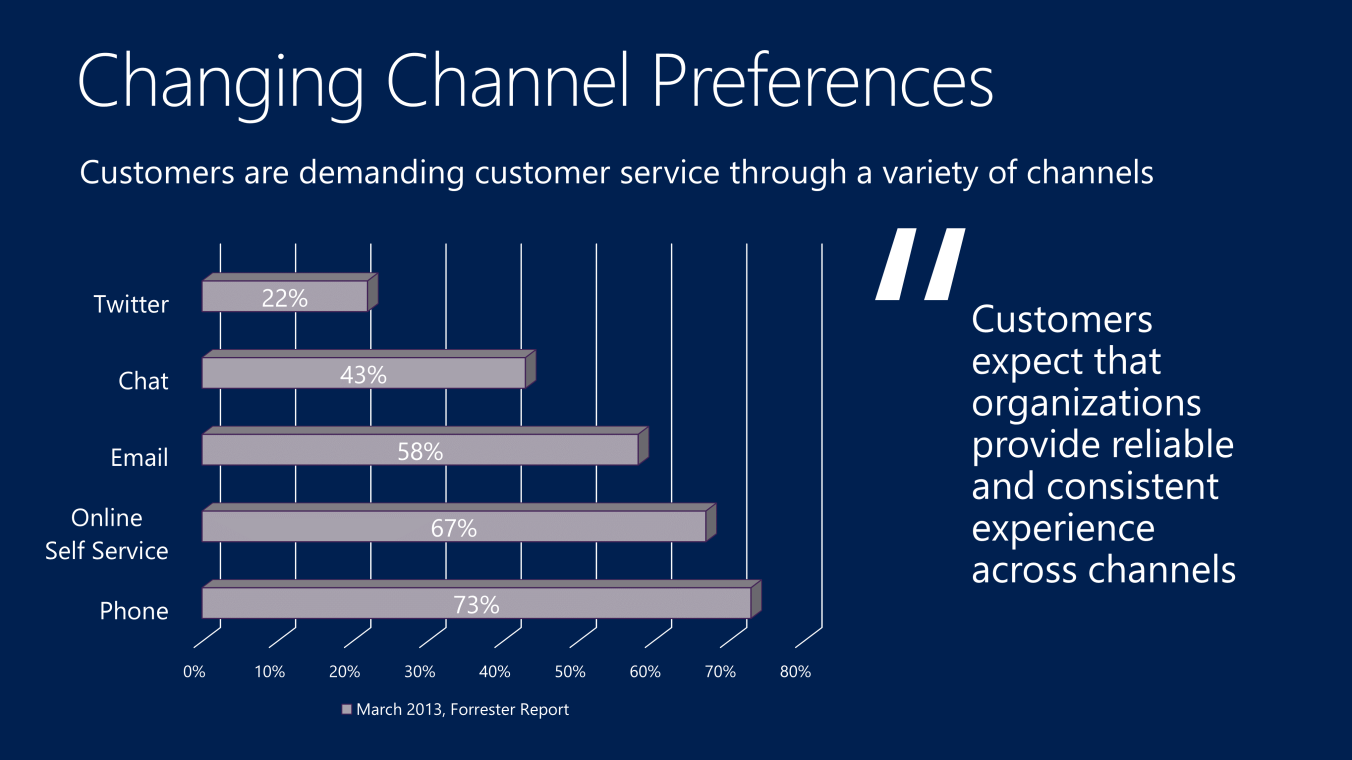 Changing Channel Preferences
Customers are demanding customer service through a variety of channels
Twitter
22%
Chat
43%
Email
58%
Online
Self Service
67%
Phone
73%
0%
10%
20%
30%
40%
50%
60%
70%
80%
March 2013, Forrester Report
"
Customers
expect that
organizations
provide reliable
and consistent
experience
across channels